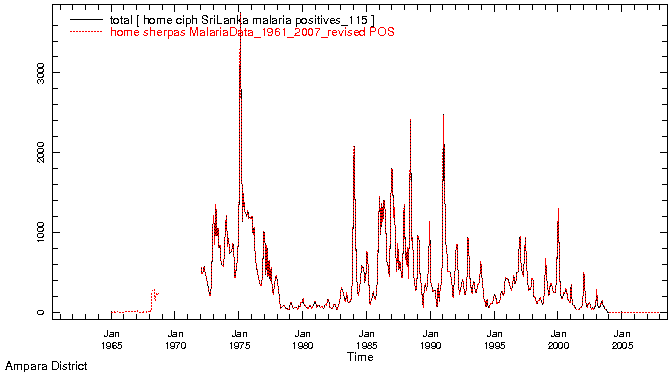 total [ home ciph SriLanka malaria positives_115 ]
home sherpas MalariaData_1961_2007_revised POS
3000
2000
1000
0
Jan Jan Jan Jan Jan Jan Jan Jan Jan
1965 1970 1975 1980 1985 1990 1995 2000 2005
Time
Ampara District